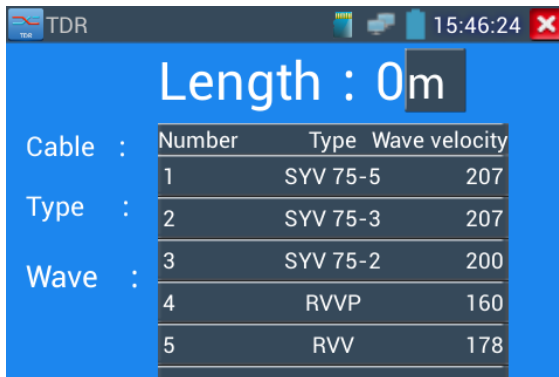 TDR TDR 15:46:24
Length : 0m
Cable :
Type :
Wave :
Number Type Wave velocity
1 SYV 75-5 207
2 SYV 75-3 207
3 SYV 75-2 200
4 RVVP 160
5 RVV 178